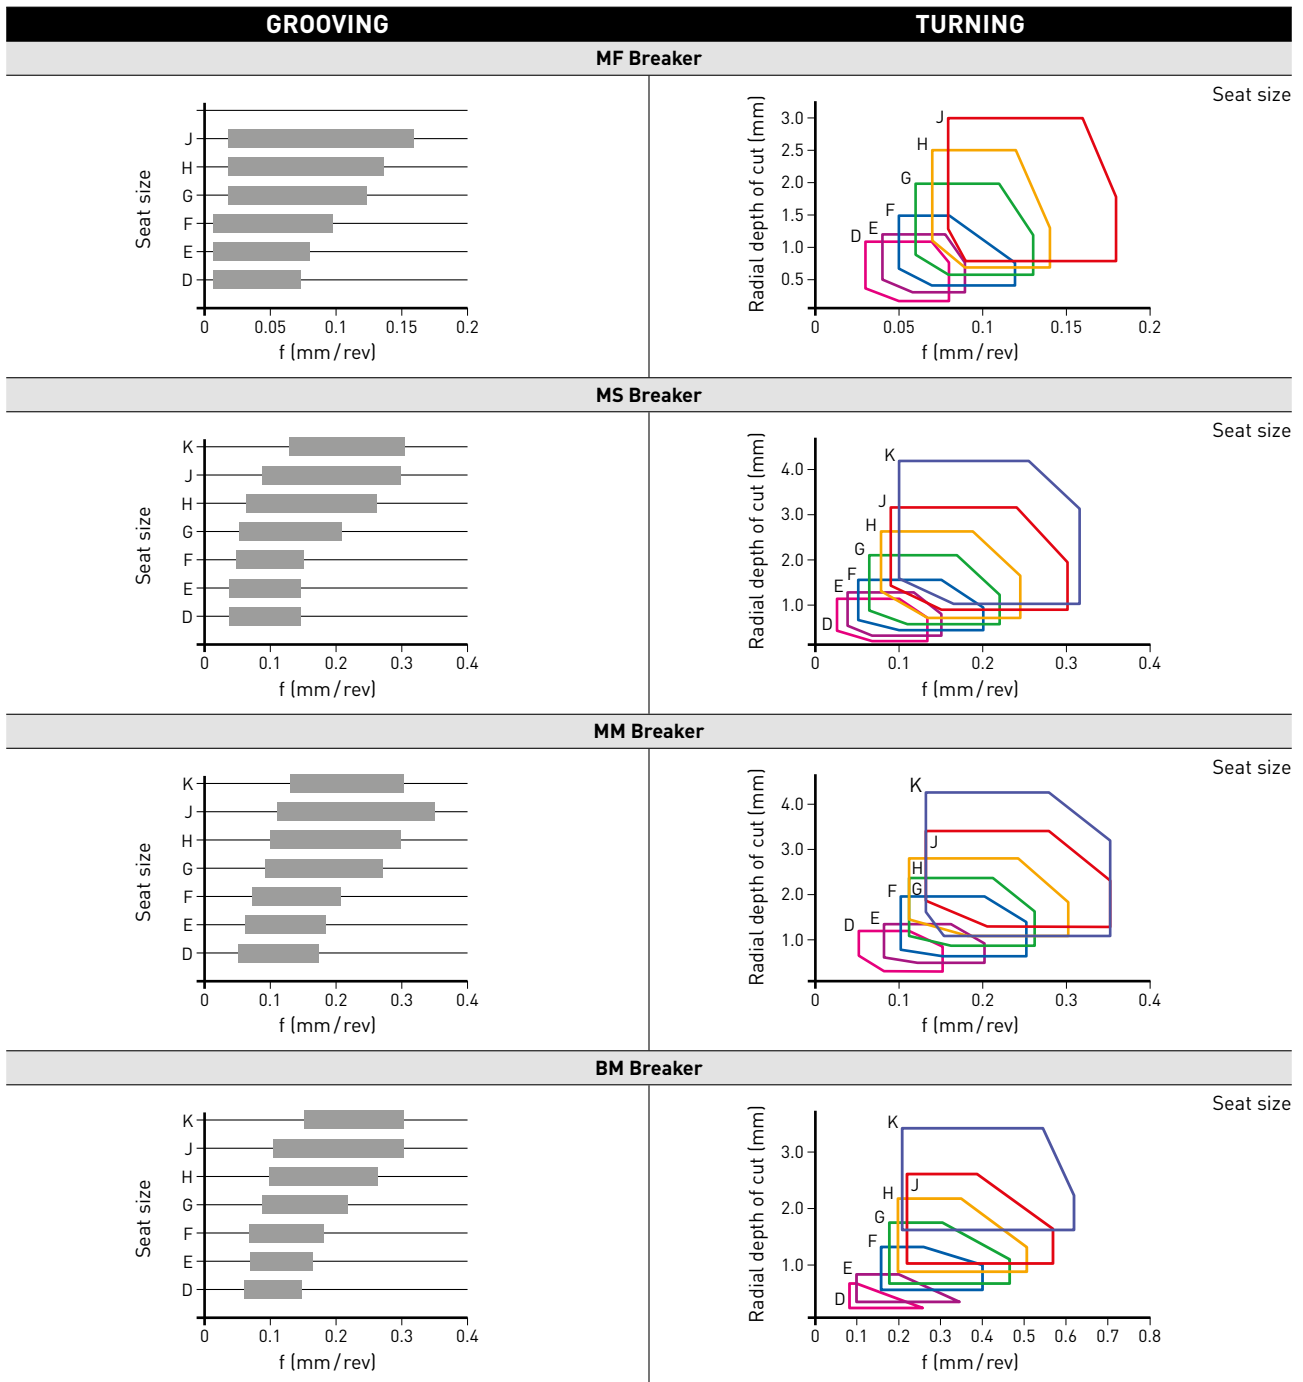 GROOVING
TURNING
MF Breaker
Seat size
J
H
G
F
E
D
0 0.05 0.1 0.15 0.2
f (mm/rev)
Seat size
Radial depth of cut (mm)
3.0
2.5
2.0
1.5
1.0
0.5
J
H
G
F
E
D
0 0.05 0.1 0.15 0.2
f (mm/rev)
MS Breaker
Seat size
K
J
H
G
F
E
D
0 0.1 0.2 0.3 0.4
f (mm/rev)
Seat size
Radial depth of cut (mm)
4.0
3.0
2.0
1.0
K
J
H
G
F
E
D
0 0.1 0.2 0.3 0.4
f (mm/rev)
MM Breaker
Seat size
K
J
H
G
F
E
D
0 0.1 0.2 0.3 0.4
f (mm/rev)
Seat size
Radial depth of cut (mm)
4.0
3.0
2.0
1.0
K
J
H
F G
E
D
0 0.1 0.2 0.3 0.4
f (mm/rev)
BM Breaker
Seat size
K
J
H
G
F
E
D
0 0.1 0.2 0.3 0.4
f (mm/rev)
Seat size
Radial depth of cut (mm)
3.0
2.0
1.0
K
J
H
G
F
E
D
0 0.1 0.2 0.3 0.4 0.5 0.6 0.7 0.8
f (mm/rev)